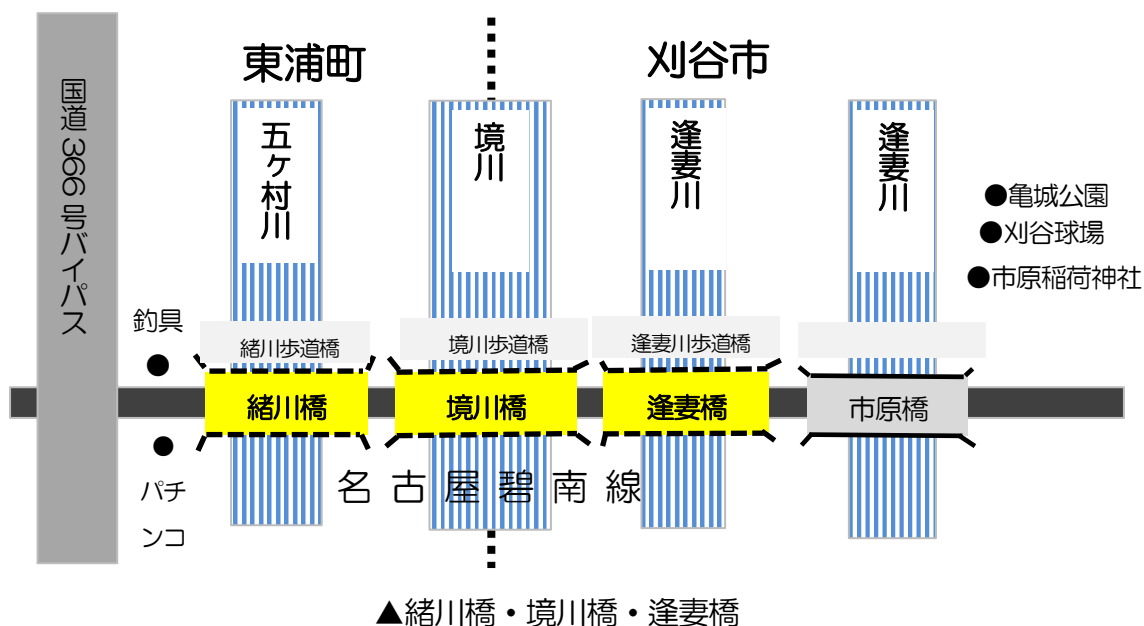 東浦町
刈谷市
国道366号バイパス
五ヶ村川
境川
逢妻川
逢妻川
●亀城公園
●刈谷球場
●市原稲荷神社
釣具
緒川歩道橋
境川歩道橋
逢妻川歩道橋
緒川橋
境川橋
逢妻橋
市原橋
パチ
ンコ
名古屋碧南線
▲緒川橋・境川橋・逢妻橋